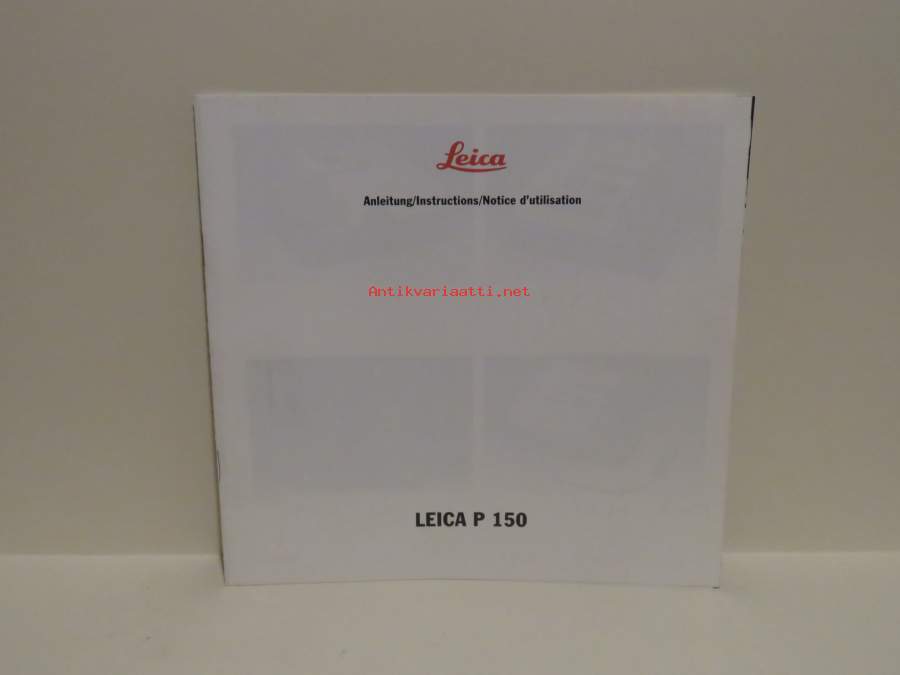 Leica
Anleitung/Instructions/Notice d'utilisation
Antikvariaatti.net
LEICA P 150